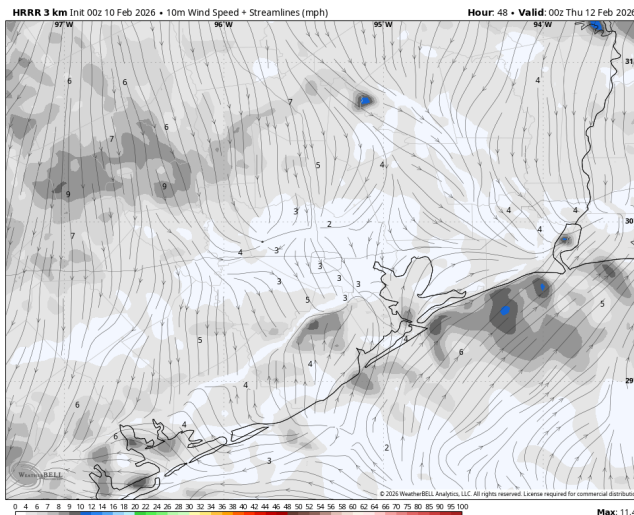 HRRR 3 km Init 00z 10 Feb 2026 • 10m Wind Speed + Streamlines (mph) Hour: 48 • Valid: 00z Thu 12 Feb 2026
97°W 96°W 95°W 94°W
31
6 6 4
7
7 6
5 4
9 9
3 4 4
2 4 30
7
4 3
3
3 3 3
5 3 5
5 4 6
4
29
4
6
4
6
2
3
WeatherBELL
© 2026 WeatherBELL Analytics, LLC. All rights reserved. License required for commercial distribution
0 4 5 6 7 8 9 10 12 14 16 18 20 22 24 26 28 30 32 34 36 38 40 42 44 46 48 50 52 54 56 58 60 62 64 66 68 70 75 80 85 90 95 100
Max: 11.